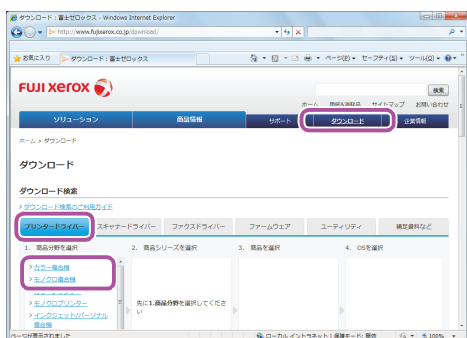 ダウンロード : 富士ゼロックス - Windows Internet Explorer
http://www.fujixerox.co.jp/download/
お気に入り ダウンロード : 富士ゼロックス ページ(P) セーフティ(S) ツール(O)
FUJI XEROX
検索
ホーム サイトマップ お問い合わせ
ソリューション 商品情報 サポート ダウンロード 企業情報
ホーム > ダウンロード
ダウンロード
ダウンロード検索
> ダウンロード検索のご利用ガイド
プリンタードライバー スキャナードライバー ファクスドライバー ファームウェア ユーティリティ 補足資料など
1. 商品分野を選択 2. 商品シリーズを選択 3. 商品を選択 4. OSを選択
> カラー複合機
> モノクロ複合機
> モノクロプリンター
> インクジェット/パーソナル
複合機
先に1.商品分野を選択してくださ
い
ページが表示されました ローカル イントラネット | 保護モード: 無効 100%